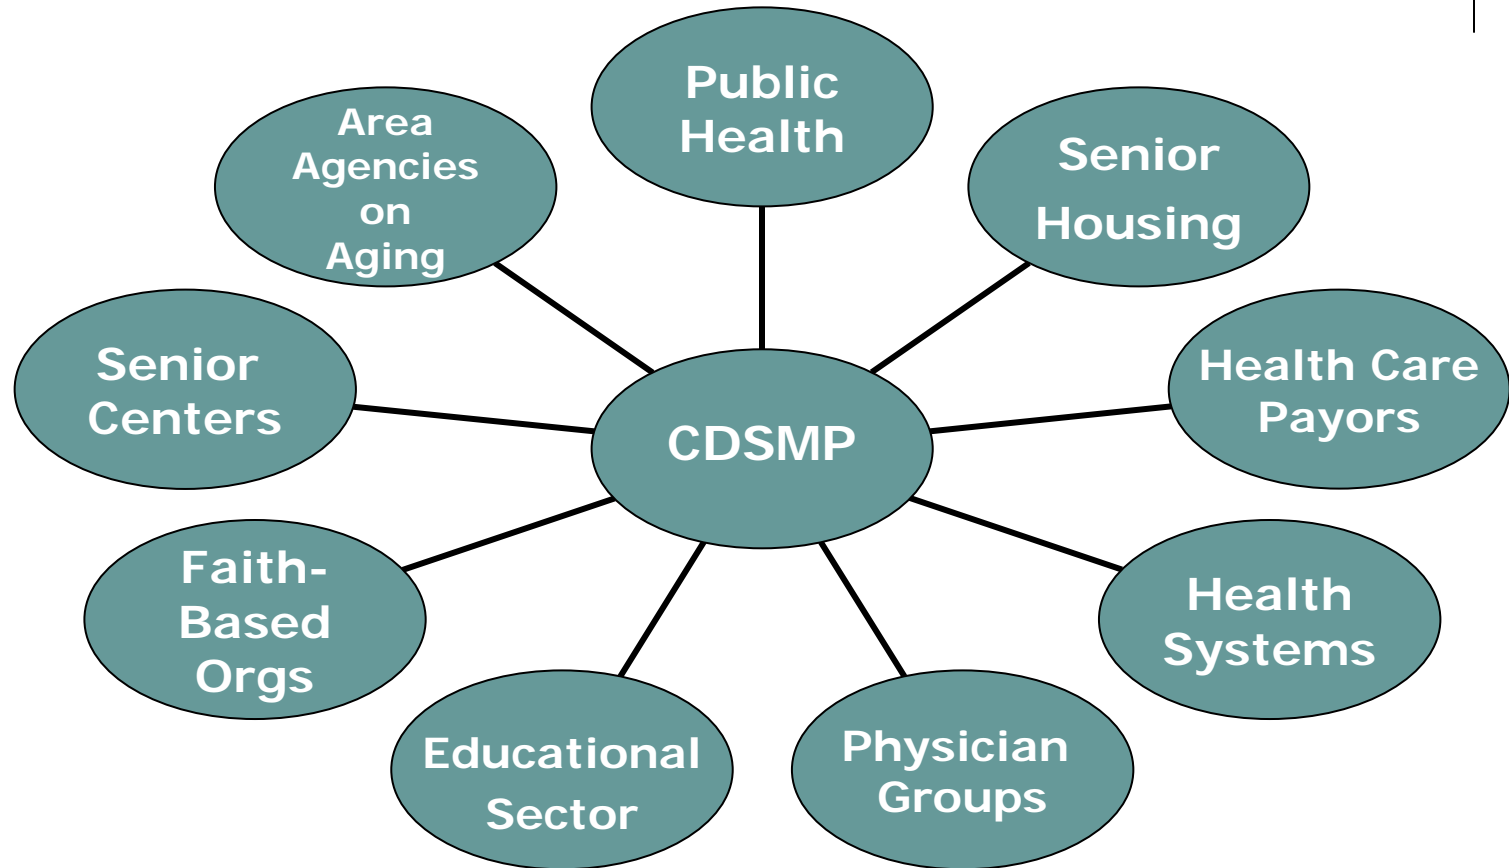 Public
Health
Area
Agencies
on
Aging
Senior
Housing
Senior
Centers
Health Care
Payors
CDSMP
Faith-
Based
Orgs
Health
Systems
Educational
Sector
Physician
Groups